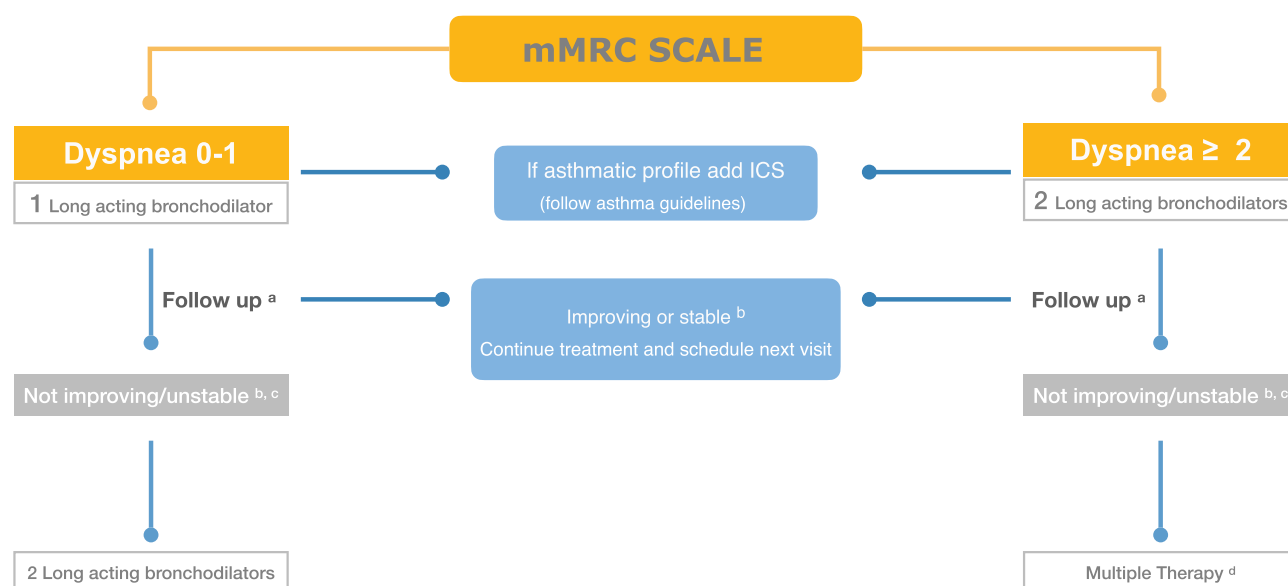 mMRC SCALE
Dyspnea 0-1
1 Long acting bronchodilator
If asthmatic profile add ICS
(follow asthma guidelines)
Dyspnea ≥ 2
2 Long acting bronchodilators
Follow up a
Improving or stable b
Continue treatment and schedule next visit
Follow up a
Not improving/unstable b, c
Not improving/unstable b, c
2 Long acting bronchodilators
Multiple Therapy d